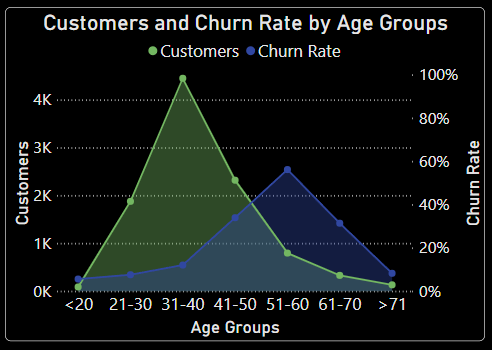 Customers and Churn Rate by Age Groups
Customers Churn Rate
100%
4K
80%
3K
60%
2K
40%
1K
20%
0K
0%
Customers
Churn Rate
<20 21-30 31-40 41-50 51-60 61-70 >71
Age Groups